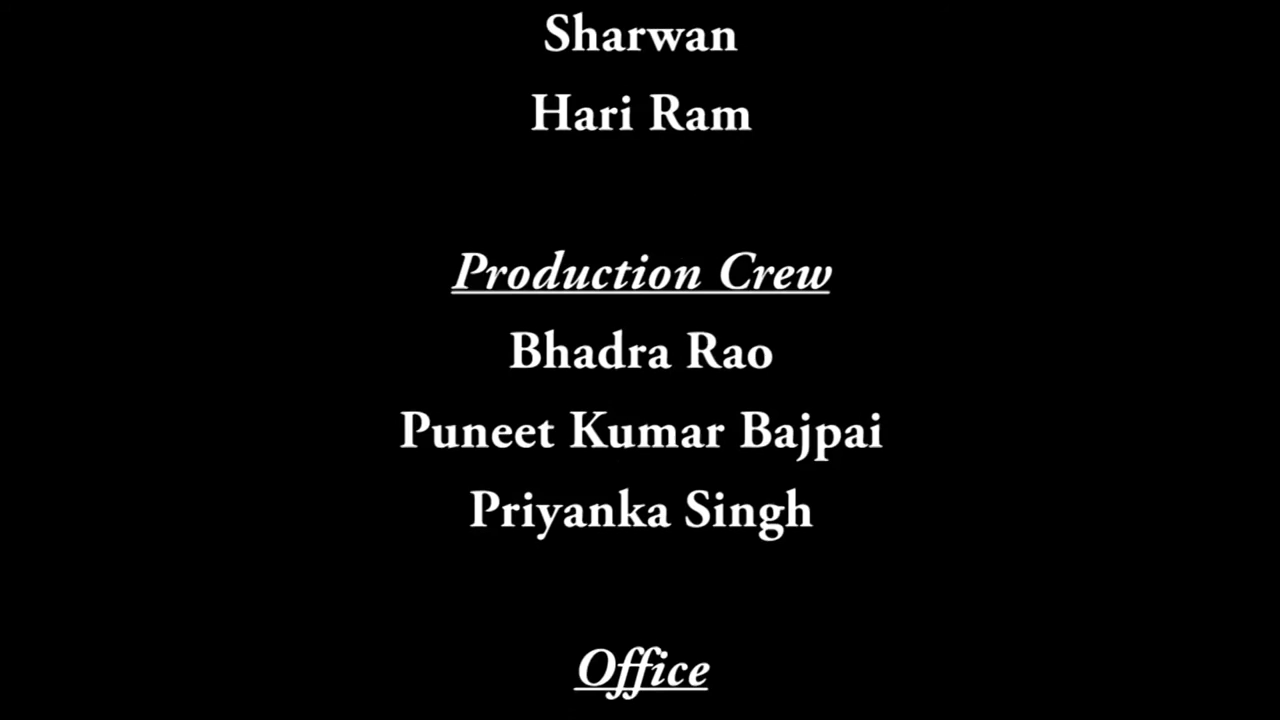 Sharwan
Hari Ram
Production Crew
Bhadra Rao
Puneet Kumar Bajpai
Priyanka Singh
Office